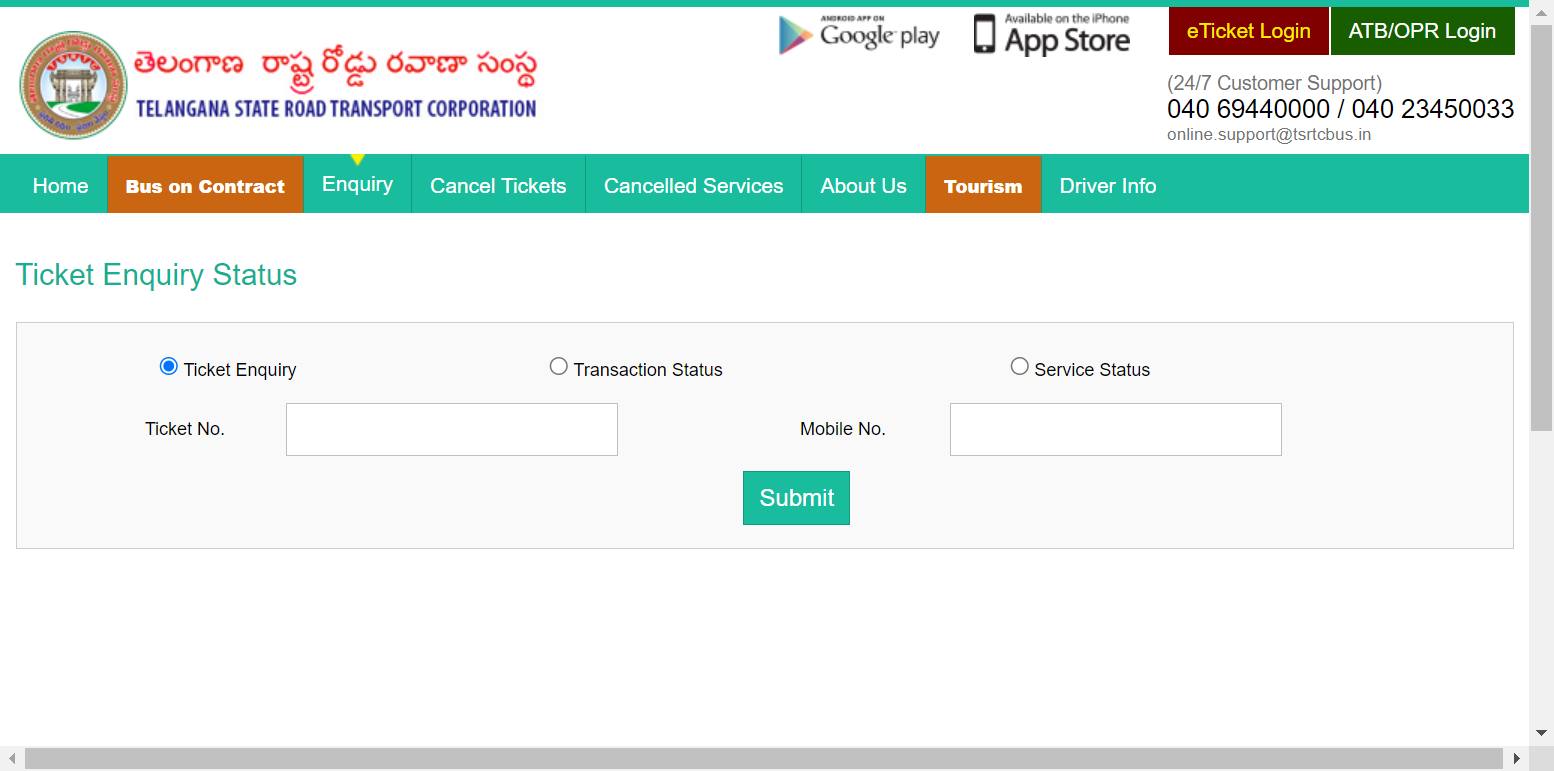 ANDROID APP ON
Google play
Available on the iPhone
App Store
eTicket Login
ATB/OPR Login
తెలంగాణ రాష్ట్ర రోడ్డు రవాణా సంస్థ
TELANGANA STATE ROAD TRANSPORT CORPORATION
(24/7 Customer Support)
040 69440000 / 040 23450033
online.support@tsrtcbus.in
Home
Bus on Contract
Enquiry
Cancel Tickets
Cancelled Services
About Us
Tourism
Driver Info
Ticket Enquiry Status
Ticket Enquiry
Transaction Status
Service Status
Ticket No.
Mobile No.
Submit